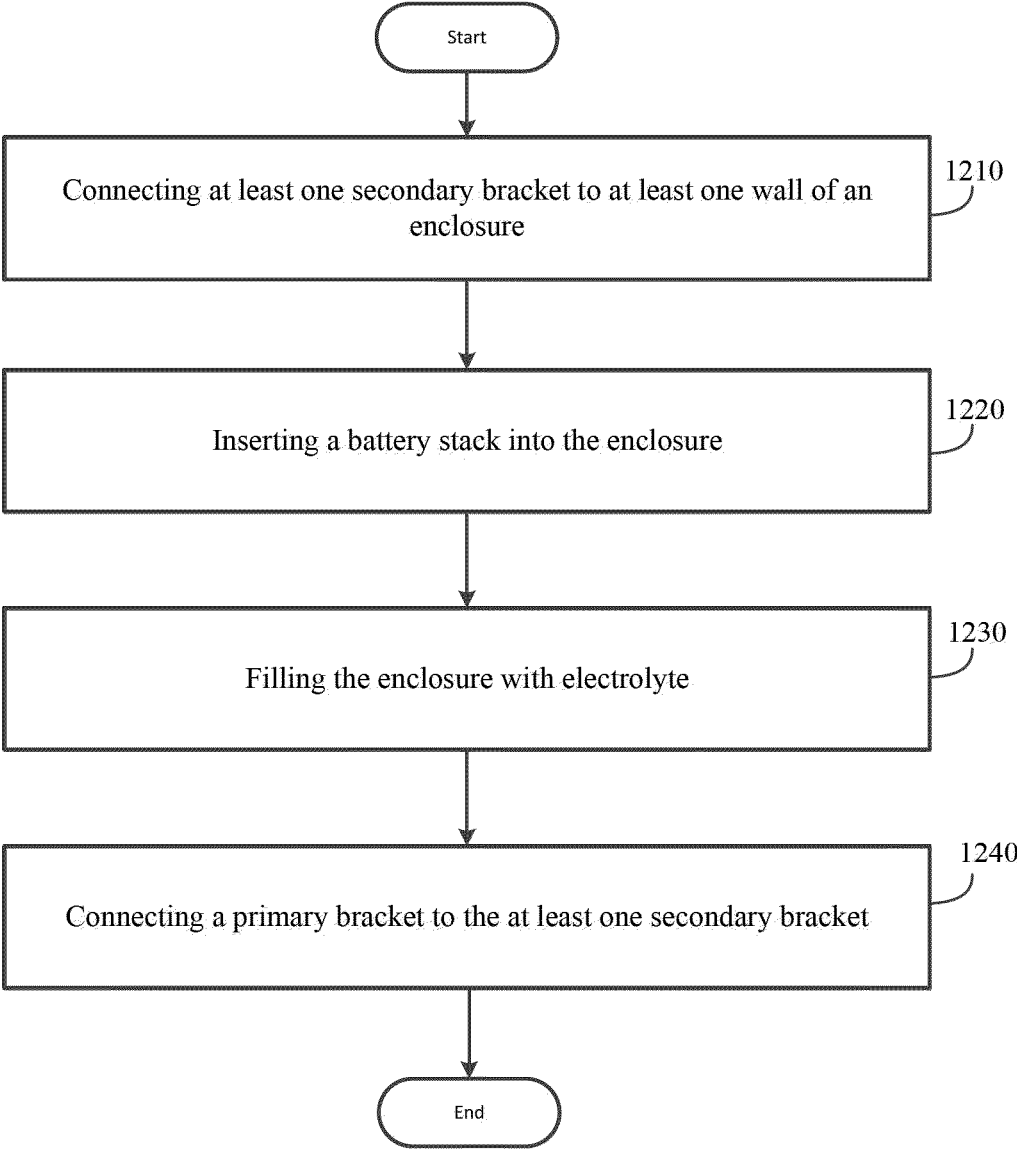 Start
Connecting at least one secondary bracket to at least one wall of an
enclosure
1210
Inserting a battery stack into the enclosure
1220
Filling the enclosure with electrolyte
1230
Connecting a primary bracket to the at least one secondary bracket
1240
End